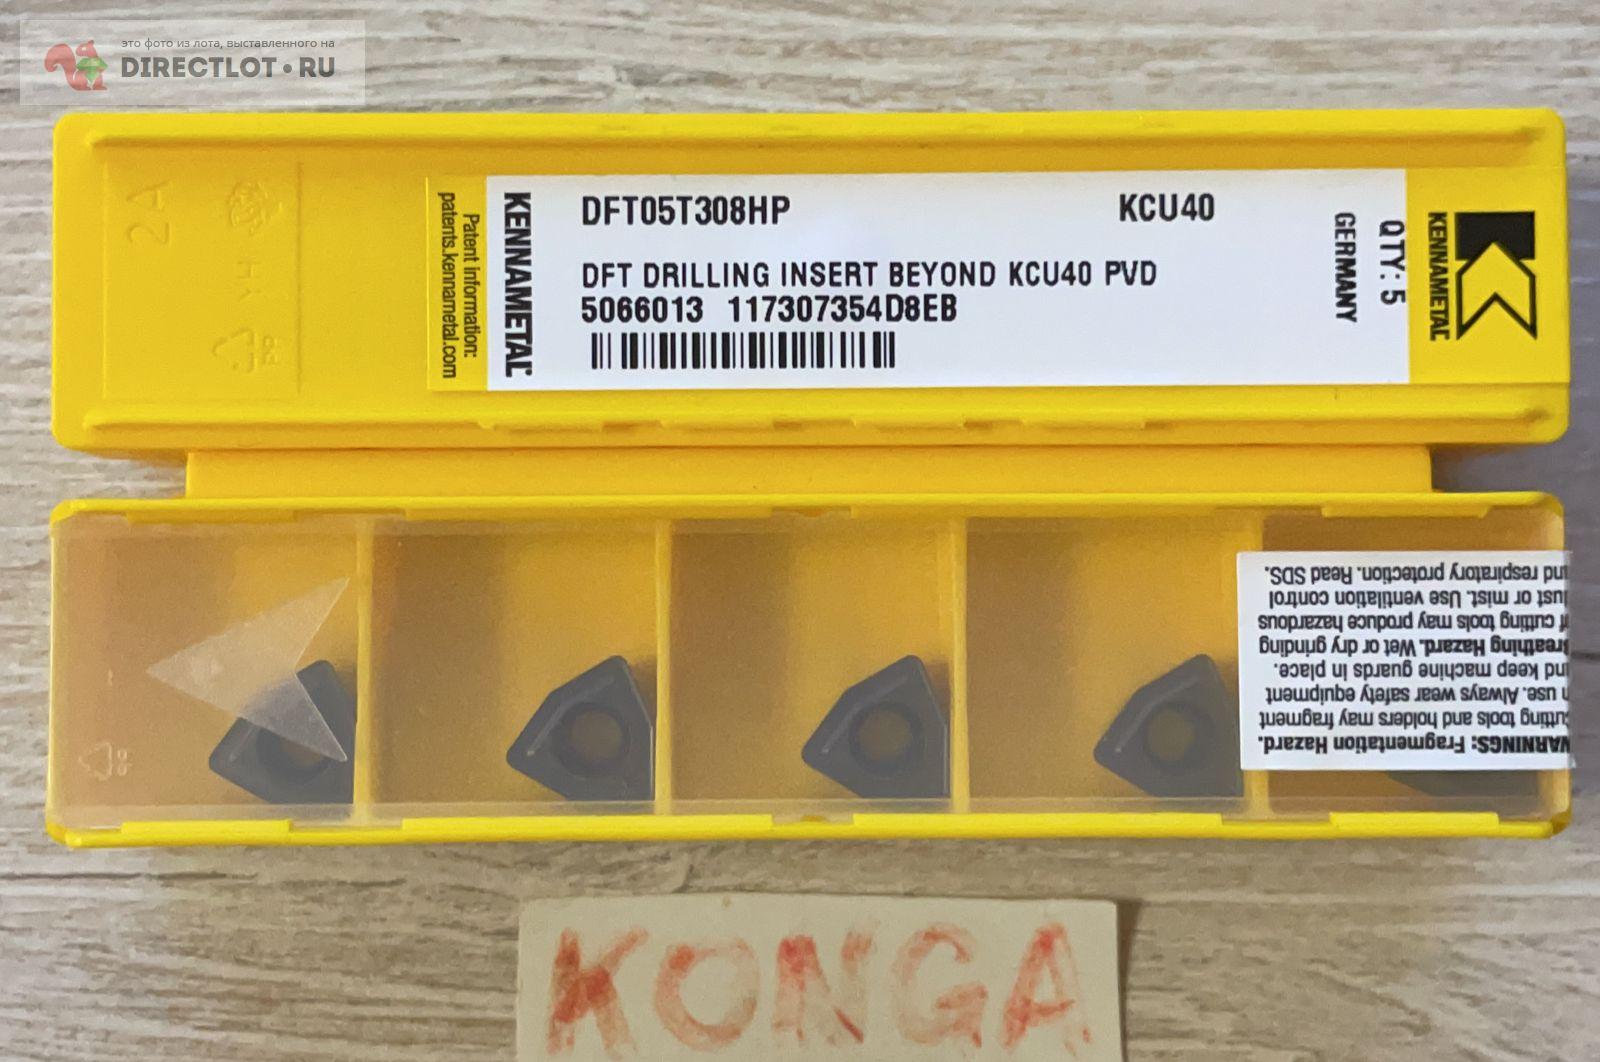 это фото из лота, выставленного на
DIRECTLOT.RU
2A
Patent Information:
patents.kennametal.com
KENNAMETAL
DFT05T308HP KCU40
DFT DRILLING INSERT BEYOND KCU40 PVD
5066013 117307354D8EB
GERMANY
QTY: 5
KENNAMETAL
WARNINGS: Fragmentation Hazard.
cutting tools and holders may fragment
in use. Always wear safety equipment
and keep machine guards in place.
Breathing Hazard. Wet or dry grinding
of cutting tools may produce hazardous
dust or mist. Use ventilation control
and respiratory protection. Read SDS.
KONGA